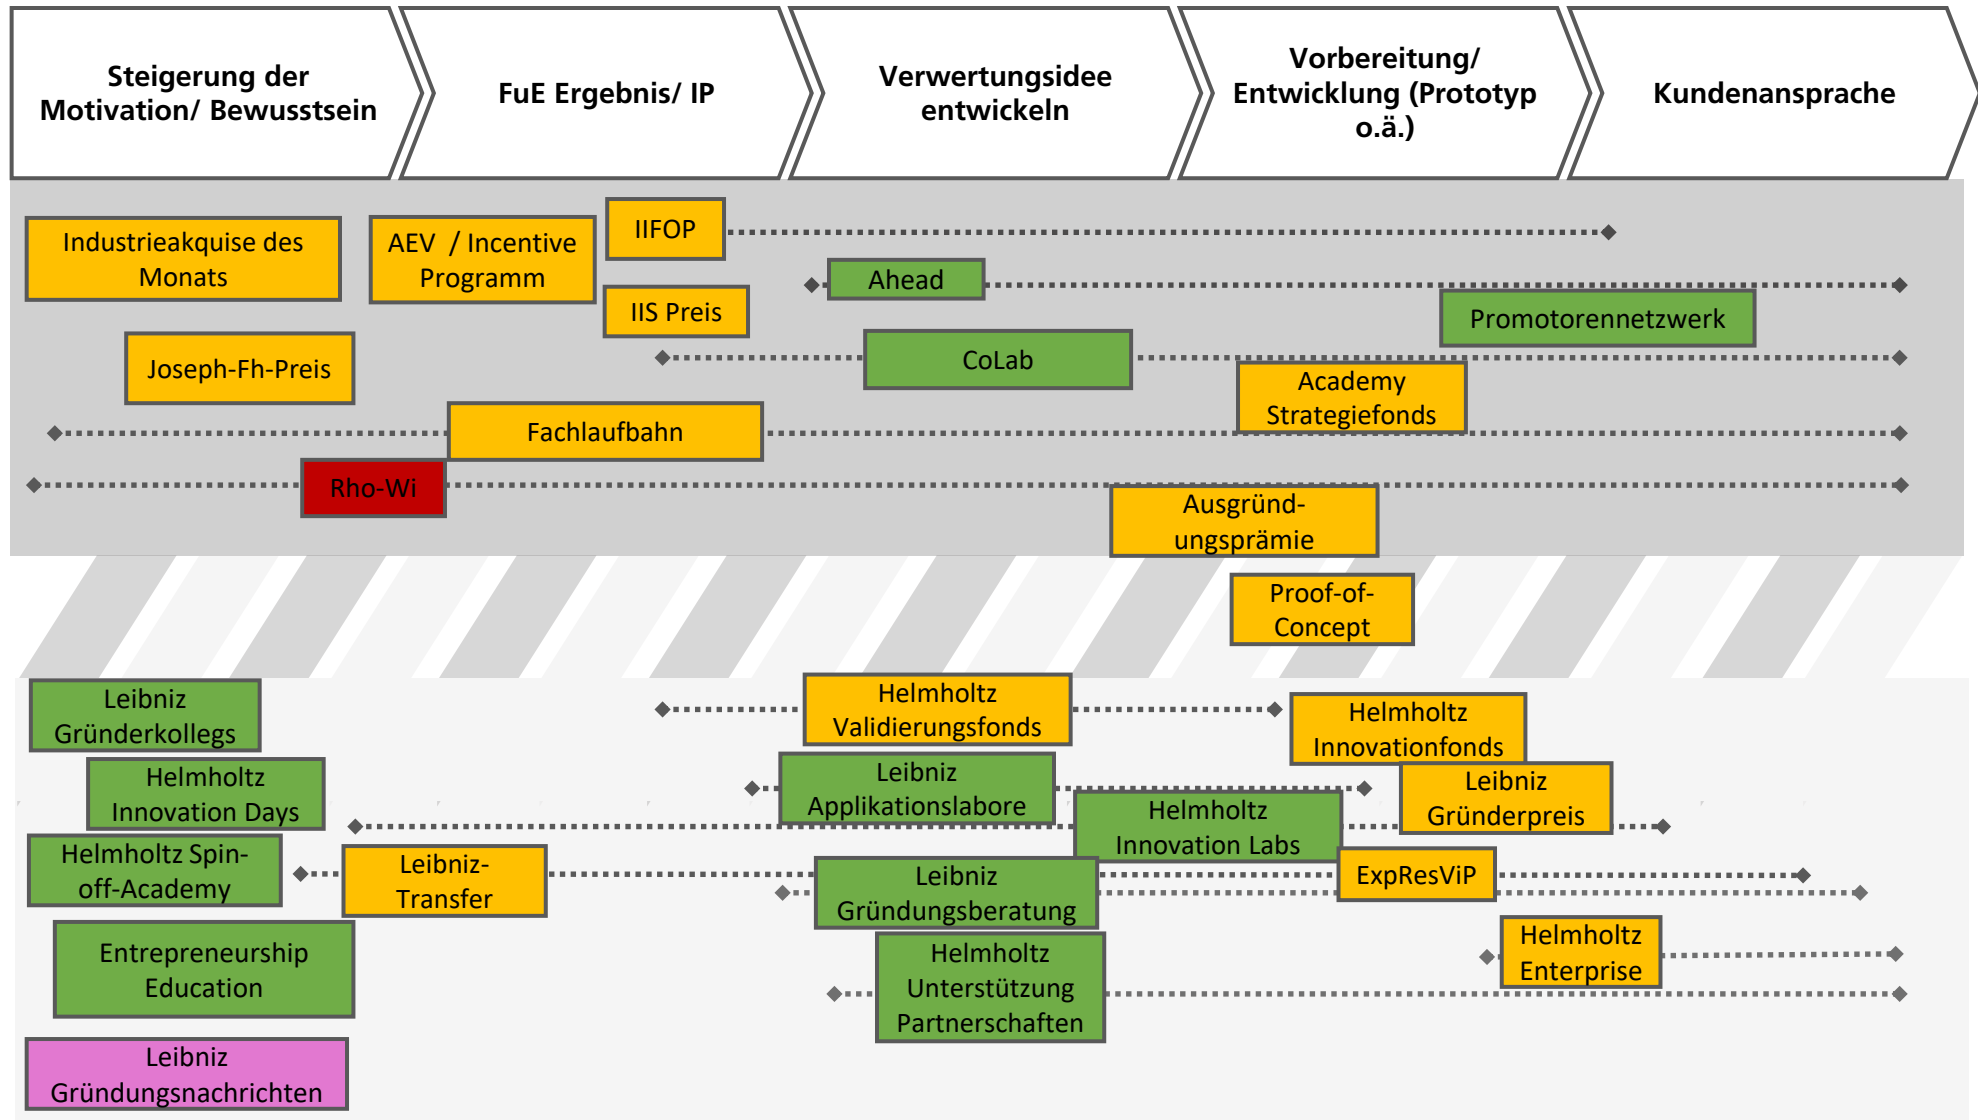 Steigerung der
Motivation/ Bewusstsein
FuE Ergebnis/ IP
Verwertungsidee
entwickeln
Vorbereitung/
Entwicklung (Prototyp
o.ä.)
Kundenansprache
Industrieakquise des
Monats
AEV / Incentive
Programm
IIFOP
Ahead
IIS Preis
Promotorennetzwerk
Joseph-Fh-Preis
CoLab
Academy
Strategiefonds
Fachlaufbahn
Rho-Wi
Ausgründ-
ungsprämie
Proof-of-
Concept
Leibniz
Gründerkollegs
Helmholtz
Validierungsfonds
Helmholtz
Innovationfonds
Helmholtz
Innovation Days
Leibniz
Applikationslabore
Leibniz
Gründerpreis
Helmholtz
Innovation Labs
Helmholtz Spin-
off-Academy
Leibniz-
Transfer
Leibniz
Gründungsberatung
ExpResViP
Entrepreneurship
Education
Helmholtz
Unterstützung
Partnerschaften
Helmholtz
Enterprise
Leibniz
Gründungsnachrichten